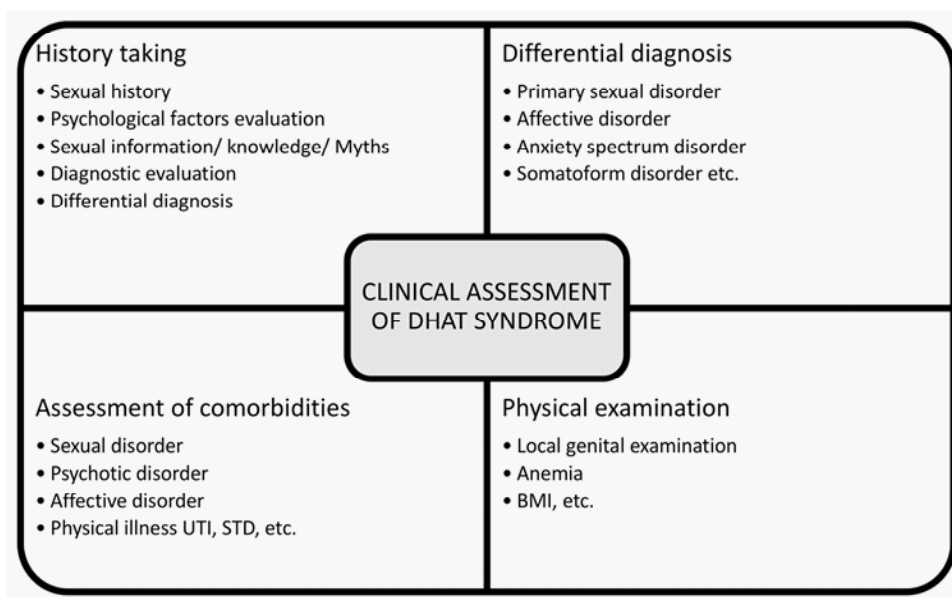 History taking
• Sexual history
• Psychological factors evaluation
• Sexual information/ knowledge/ Myths
• Diagnostic evaluation
• Differential diagnosis
Differential diagnosis
• Primary sexual disorder
• Affective disorder
• Anxiety spectrum disorder
• Somatoform disorder etc.
CLINICAL ASSESSMENT
OF DHAT SYNDROME
Assessment of comorbidities
• Sexual disorder
• Psychotic disorder
• Affective disorder
• Physical illness UTI, STD, etc.
Physical examination
• Local genital examination
• Anemia
• BMI, etc.